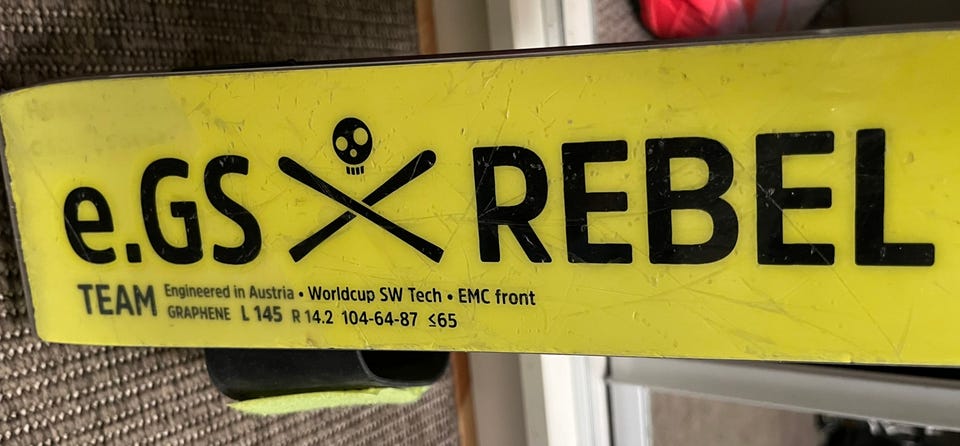 e.GS REBEL
TEAM Engineered in Austria • Worldcup SW Tech • EMC front
GRAPHENE L 145 R 14.2 104-64-87 ≤65